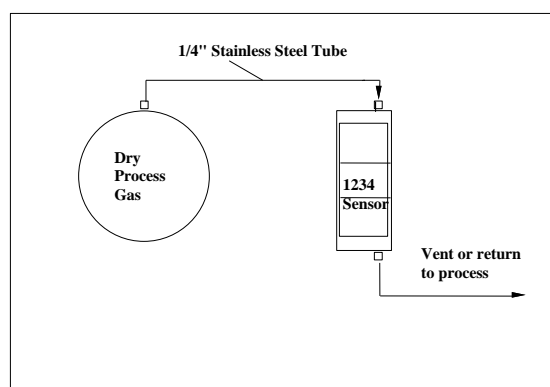 1/4" Stainless Steel Tube
Dry
Process
Gas
1234
Sensor
Vent or return
to process